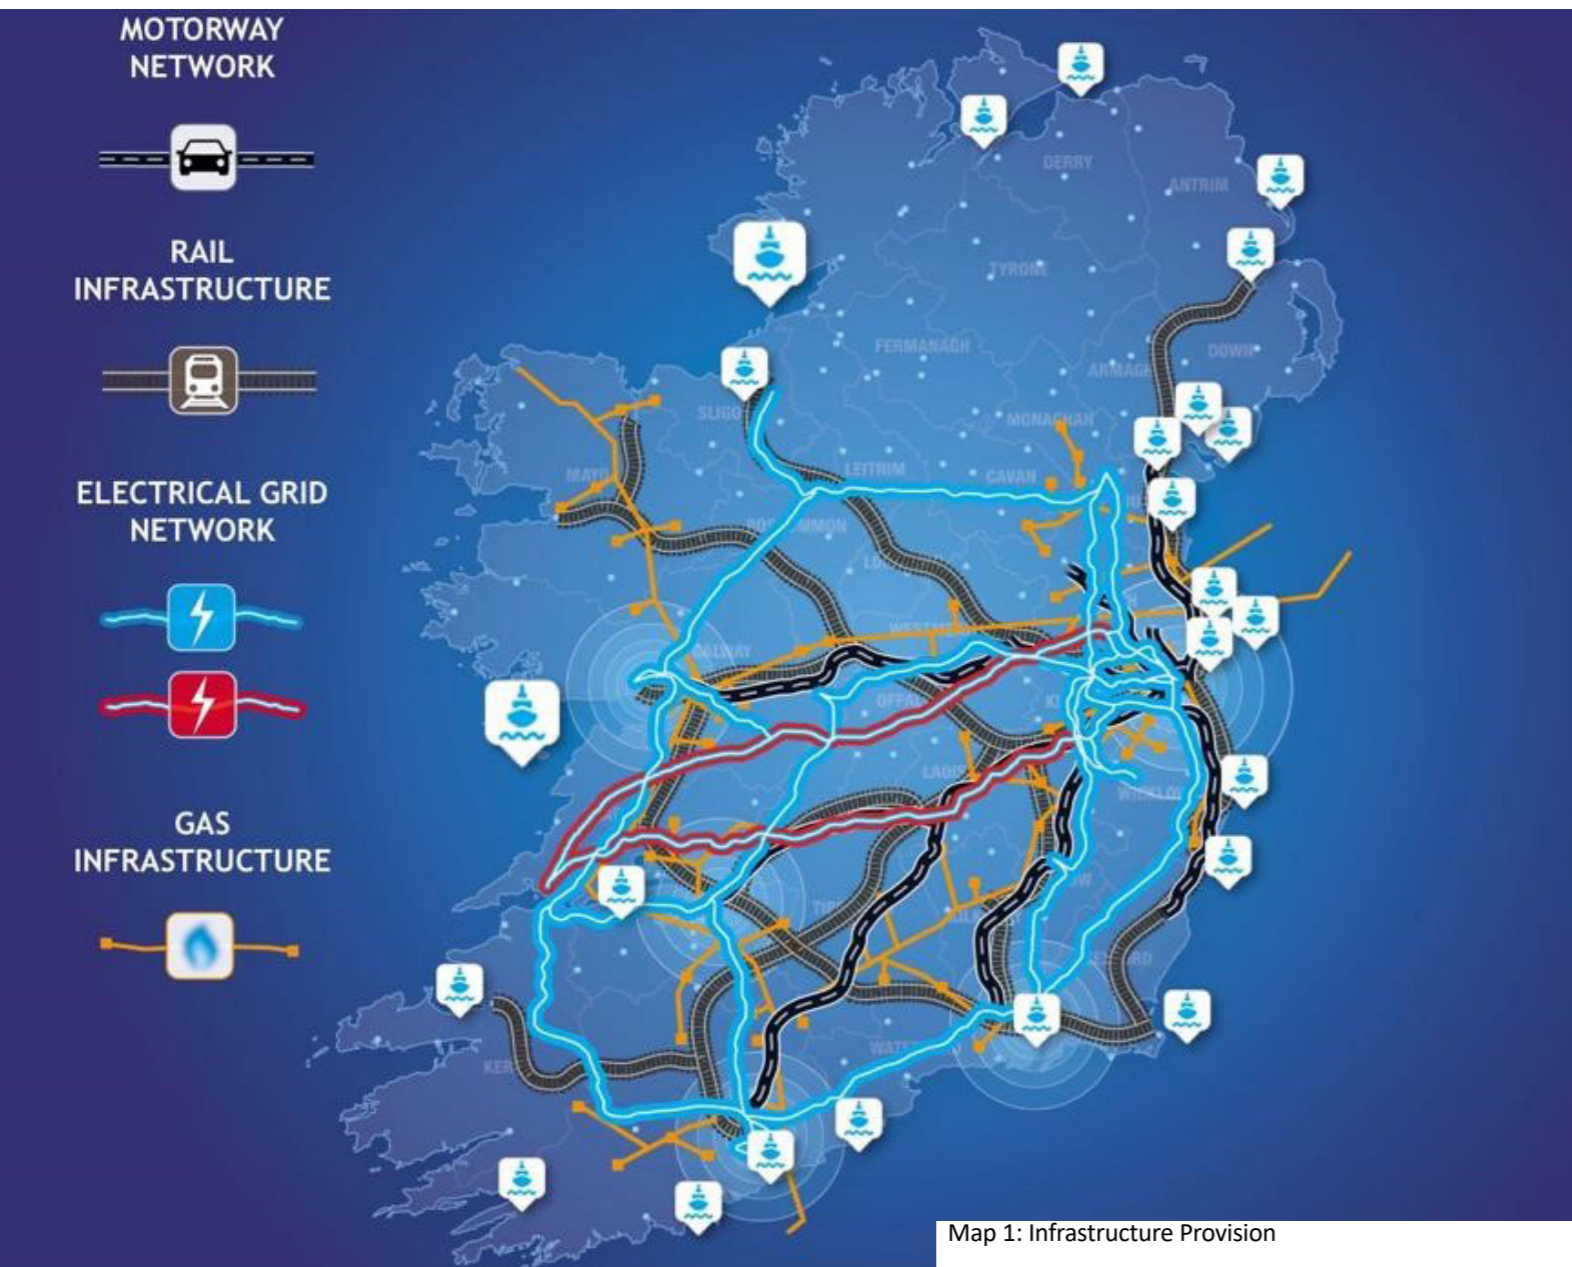 MOTORWAY
NETWORK
RAIL
INFRASTRUCTURE
ELECTRICAL GRID
NETWORK
GAS
INFRASTRUCTURE
DERRY
ANTRIM
TYRONE
FERMANAGH
DOWN
ARMAGH
SLIGO
MONAGHAN
MAYO
LEITRIM
CAVAN
GALWAY
LAOIS
WICKLOW
Map 1: Infrastructure Provision